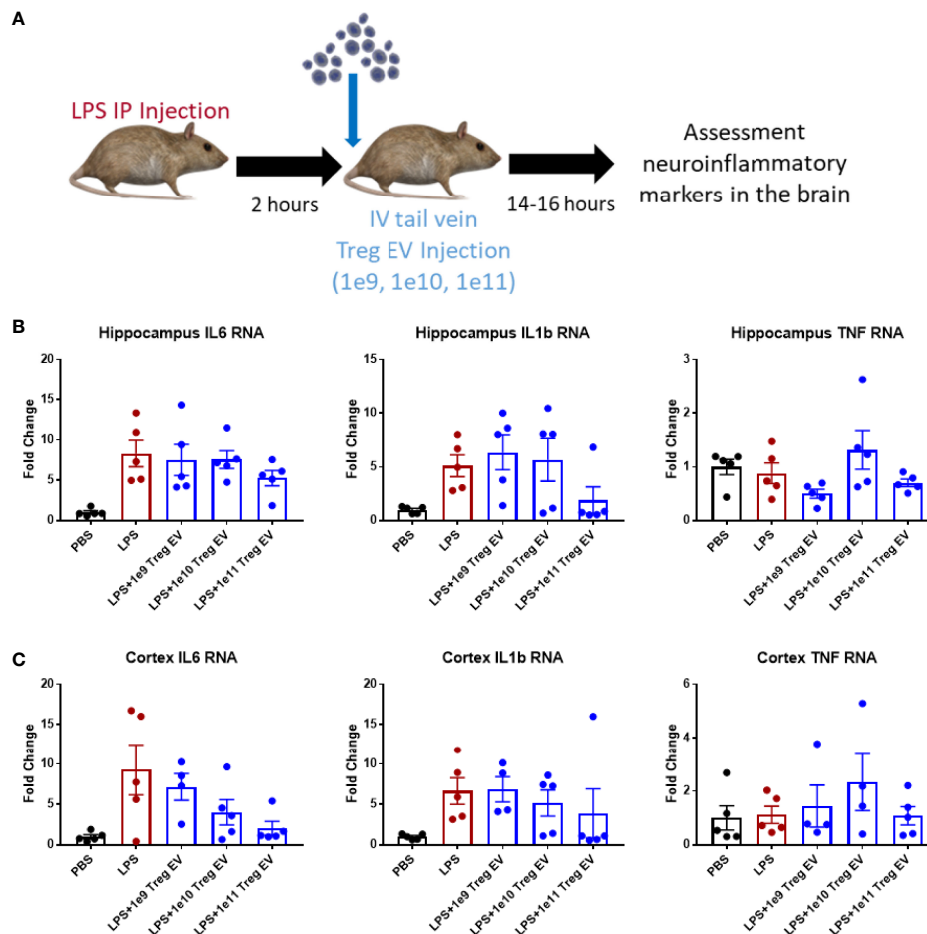 A
LPS IP Injection
2 hours
IV tail vein
Treg EV Injection
(1e9, 1e10, 1e11)
14-16 hours
Assessment
neuroinflammatory
markers in the brain
B
Hippocampus IL6 RNA
Fold Change
20
15
10
5
0
PBS
LPS
LPS+1e9 Treg EV
LPS+1e10 Treg EV
LPS+1e11 Treg EV
Hippocampus IL1b RNA
Fold Change
15
10
5
0
PBS
LPS
LPS+1e9 Treg EV
LPS+1e10 Treg EV
LPS+1e11 Treg EV
Hippocampus TNF RNA
Fold Change
3
2
1
0
PBS
LPS
LPS+1e9 Treg EV
LPS+1e10 Treg EV
LPS+1e11 Treg EV
C
Cortex IL6 RNA
Fold Change
20
15
10
5
0
PBS
LPS
LPS+1e9 Treg EV
LPS+1e10 Treg EV
LPS+1e11 Treg EV
Cortex IL1b RNA
Fold Change
20
15
10
5
0
PBS
LPS
LPS+1e9 Treg EV
LPS+1e10 Treg EV
LPS+1e11 Treg EV
Cortex TNF RNA
Fold Change
6
4
2
0
PBS
LPS
LPS+1e9 Treg EV
LPS+1e10 Treg EV
LPS+1e11 Treg EV